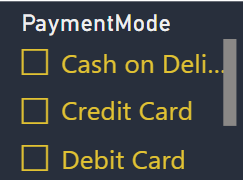 PaymentMode
Cash on Deli...
Credit Card
Debit Card